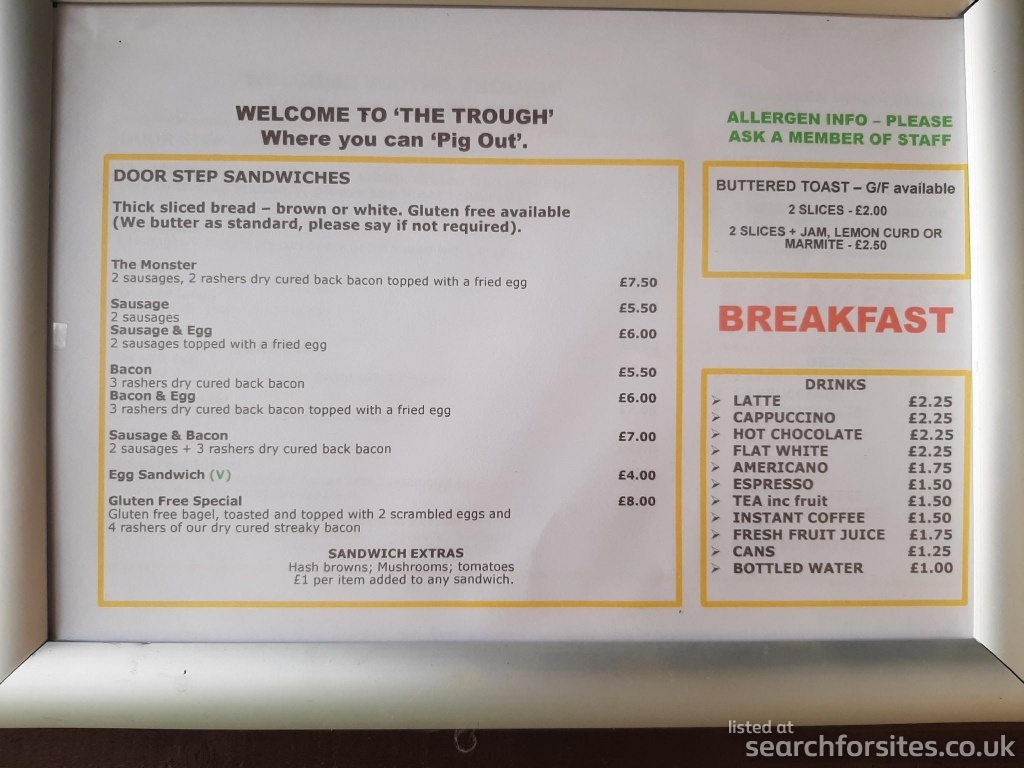 WELCOME TO ‘THE TROUGH’
Where you can ‘Pig Out’.
DOOR STEP SANDWICHES
Thick sliced bread – brown or white. Gluten free available
(We butter as standard, please say if not required).
The Monster
2 sausages, 2 rashers dry cured back bacon topped with a fried egg £7.50
Sausage £5.50
2 sausages
Sausage & Egg £6.00
2 sausages topped with a fried egg
Bacon £5.50
3 rashers dry cured back bacon
Bacon & Egg £6.00
3 rashers dry cured back bacon topped with a fried egg
Sausage & Bacon £7.00
2 sausages + 3 rashers dry cured back bacon
Egg Sandwich (V) £4.00
Gluten Free Special £8.00
Gluten free bagel, toasted and topped with 2 scrambled eggs and
4 rashers of our dry cured streaky bacon
SANDWICH EXTRAS
Hash browns; Mushrooms; tomatoes
£1 per item added to any sandwich.
ALLERGEN INFO – PLEASE
ASK A MEMBER OF STAFF
BUTTERED TOAST – G/F available
2 SLICES - £2.00
2 SLICES + JAM, LEMON CURD OR
MARMITE - £2.50
BREAKFAST
DRINKS
➢ LATTE £2.25
➢ CAPPUCCINO £2.25
➢ HOT CHOCOLATE £2.25
➢ FLAT WHITE £2.25
➢ AMERICANO £1.75
➢ ESPRESSO £1.50
➢ TEA inc fruit £1.50
➢ INSTANT COFFEE £1.50
➢ FRESH FRUIT JUICE £1.75
➢ CANS £1.25
➢ BOTTLED WATER £1.00
listed at
searchforsites.co.uk